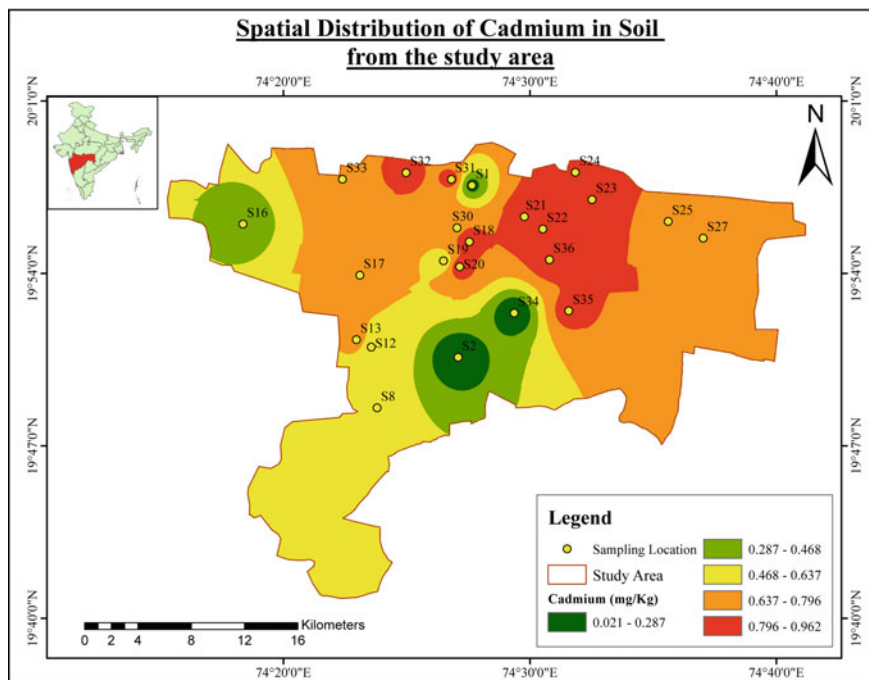 Spatial Distribution of Cadmium in Soil
from the study area
74°20'0"E 74°30'0"E 74°40'0"E
20°1'0"N 20°1'0"N
N
S33 S32 S31 S1 S24
S23
S16 S30 S21 S22 S25
S18 S27
S19 S36
S17 S20
19°54'0"N 19°54'0"N
S34 S35
S13
S12 S2
S8
19°47'0"N 19°47'0"N
Legend
Sampling Location
Study Area
Cadmium (mg/Kg)
0.021 - 0.287
0.287 - 0.468
0.468 - 0.637
0.637 - 0.796
0.796 - 0.962
19°40'0"N 19°40'0"N
Kilometers
0 1 2 4 8 12 16
74°20'0"E 74°30'0"E 74°40'0"E